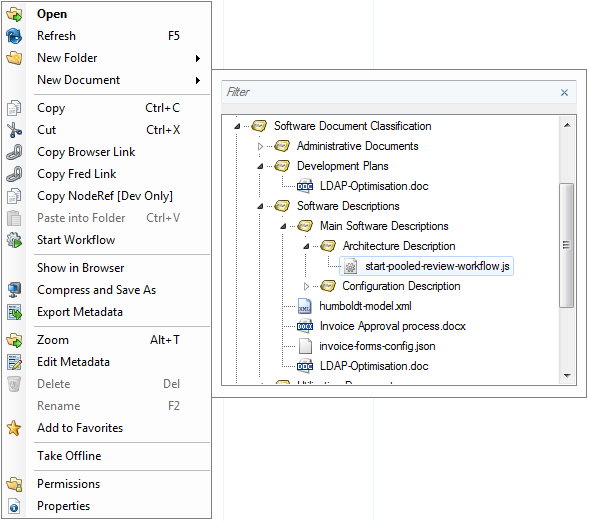 Open
Refresh F5
New Folder
New Document
Copy Ctrl+C
Cut Ctrl+X
Copy Browser Link
Copy Fred Link
Copy NodeRef [Dev Only]
Paste into Folder Ctrl+V
Start Workflow
Show in Browser
Compress and Save As
Export Metadata
Zoom Alt+T
Edit Metadata
Delete Del
Rename F2
Add to Favorites
Take Offline
Permissions
Properties
Filter
Software Document Classification
Administrative Documents
Development Plans
LDAP-Optimisation.doc
Software Descriptions
Main Software Descriptions
Architecture Description
start-pooled-review-workflow.js
Configuration Description
humboldt-model.xml
Invoice Approval process.docx
invoice-forms-config.json
LDAP-Optimisation.doc